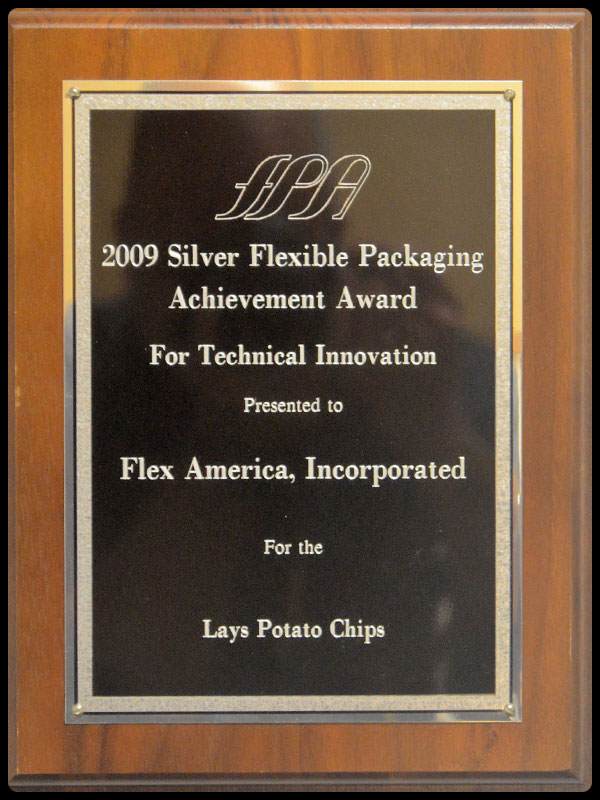 FPA
2009 Silver Flexible Packaging
Achievement Award
For Technical Innovation
Presented to
Flex America, Incorporated
For the
Lays Potato Chips